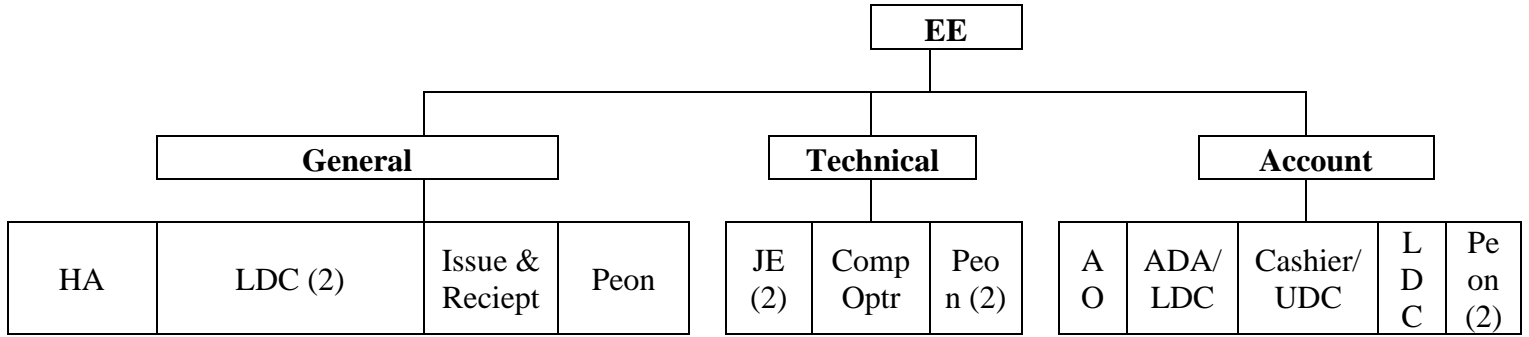 EE
General
Technical
Account
HA
LDC (2)
Issue &
Reciept
Peon
JE
(2)
Comp
Optr
Peo
n (2)
A
O
ADA/
LDC
Cashier/
UDC
L
D
C
Pe
on
(2)